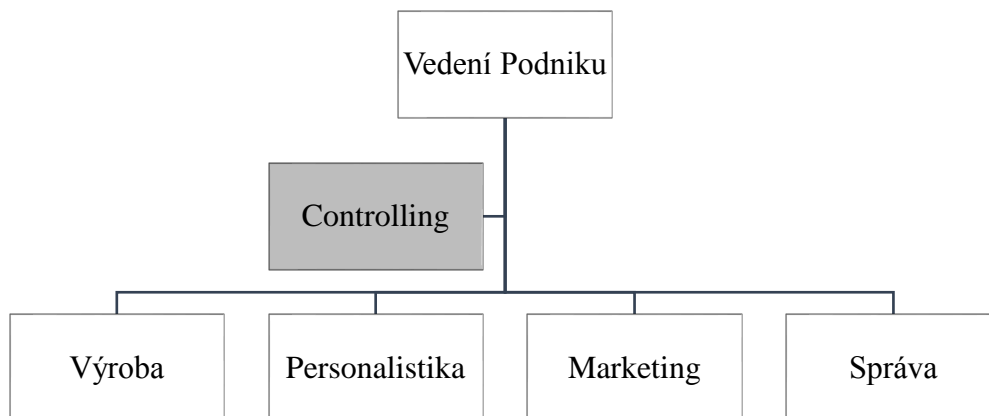 Vedení Podniku
Controlling
Výroba
Personalistika
Marketing
Správa